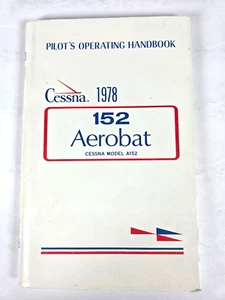 PILOT'S OPERATING HANDBOOK
Cessna. 1978
152
Aerobat
CESSNA MODEL A152